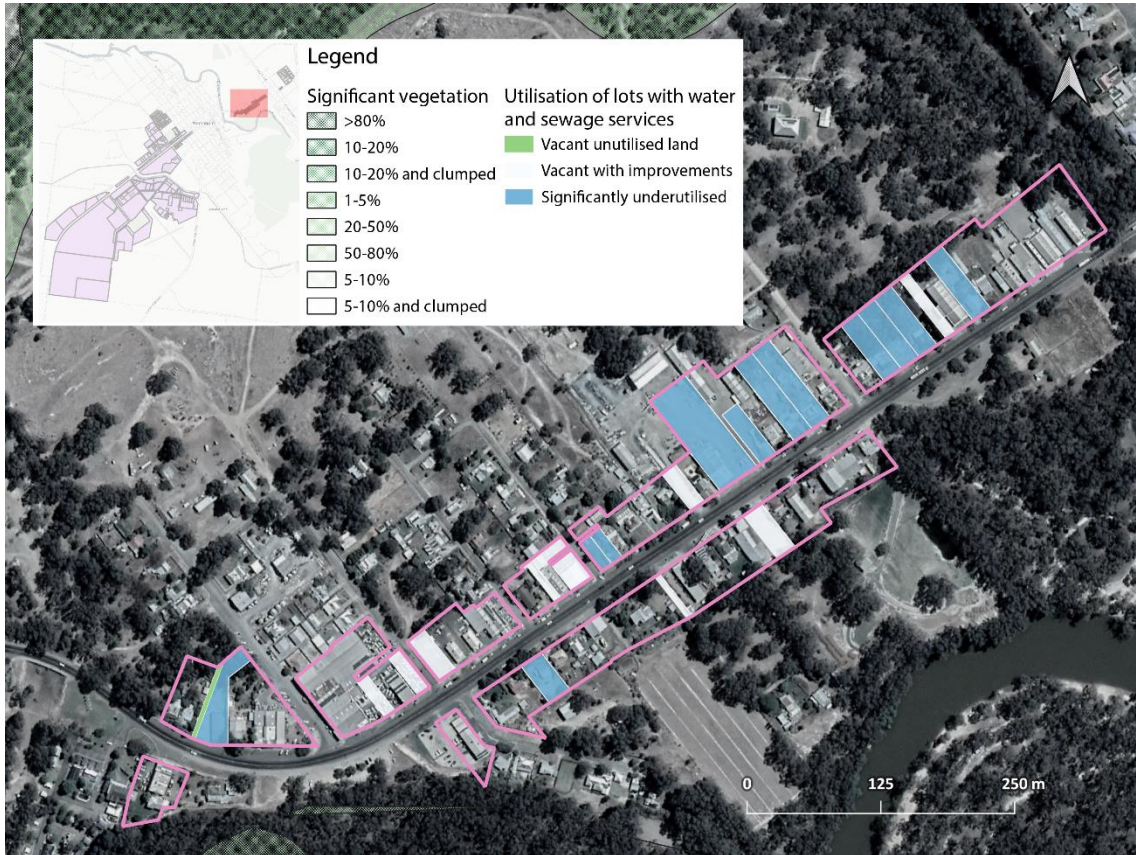 Legend
Significant vegetation
>80%
10-20%
10-20% and clumped
1-5%
20-50%
50-80%
5-10%
5-10% and clumped
Utilisation of lots with water
and sewage services
Vacant unutilised land
Vacant with improvements
Significantly underutilised
0 125 250 m